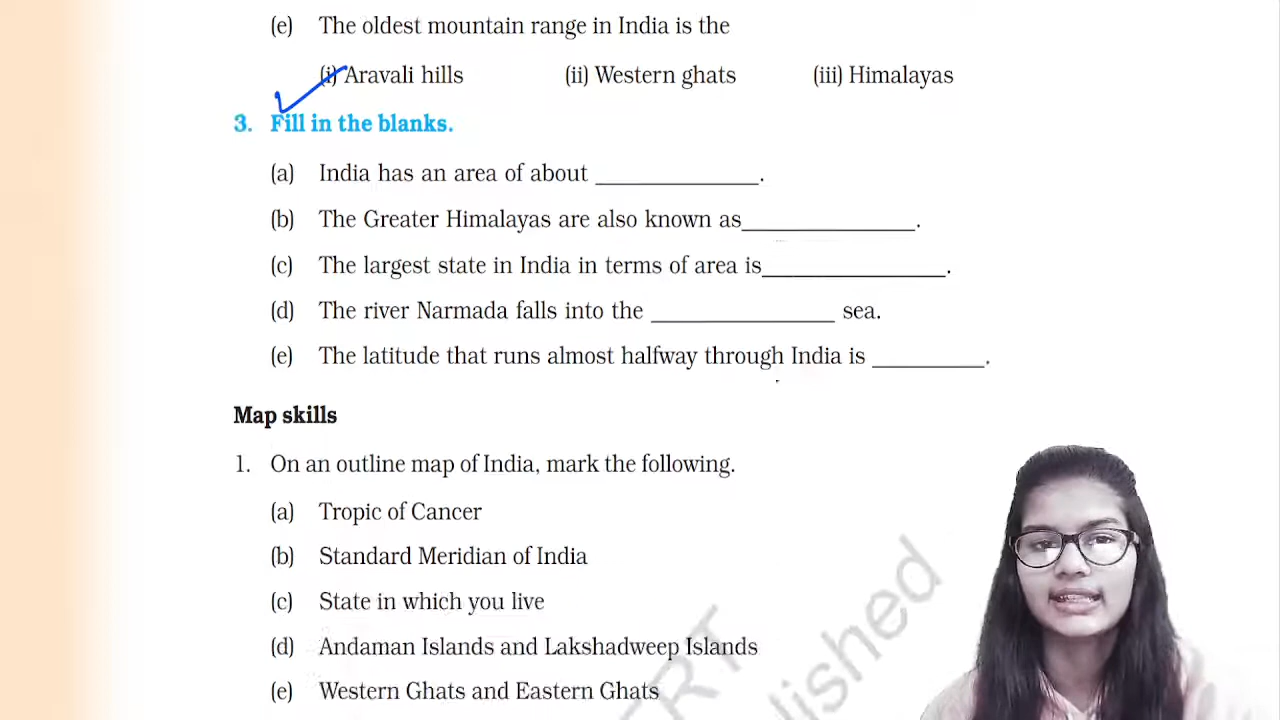 (e) The oldest mountain range in India is the
(i) Aravali hills (ii) Western ghats (iii) Himalayas
3. Fill in the blanks.
(a) India has an area of about ______________.
(b) The Greater Himalayas are also known as_______________.
(c) The largest state in India in terms of area is________________.
(d) The river Narmada falls into the ________________ sea.
(e) The latitude that runs almost halfway through India is __________.
Map skills
1. On an outline map of India, mark the following.
(a) Tropic of Cancer
(b) Standard Meridian of India
(c) State in which you live
(d) Andaman Islands and Lakshadweep Islands
(e) Western Ghats and Eastern Ghats